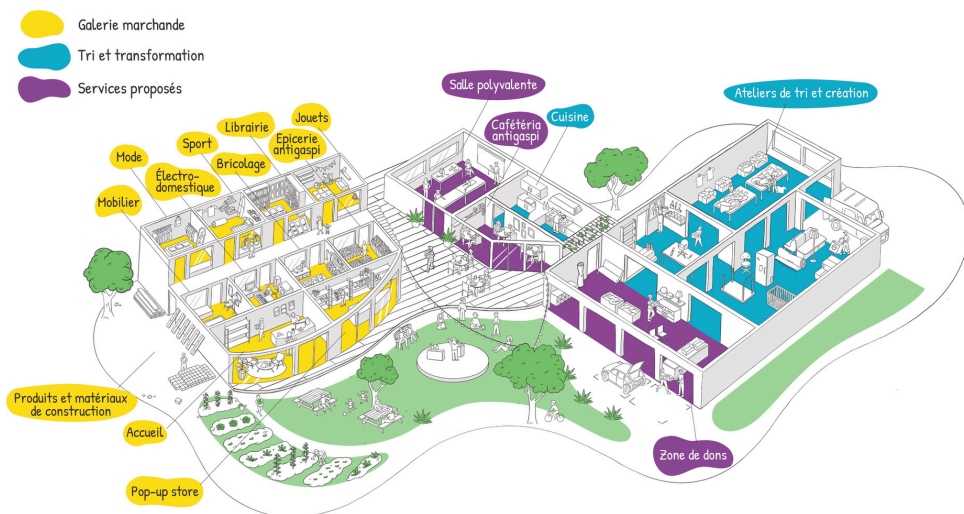 Galerie marchande
Tri et transformation
Services proposés
Salle polyvalente
Ateliers de tri et création
Cafétéria
antigaspi
Cuisine
Jouets
Librairie
Epicerie
antigaspi
Sport
Bricolage
Mode
Électro-
domestique
Mobilier
Produits et matériaux
de construction
Accueil
Pop-up store
Zone de dons